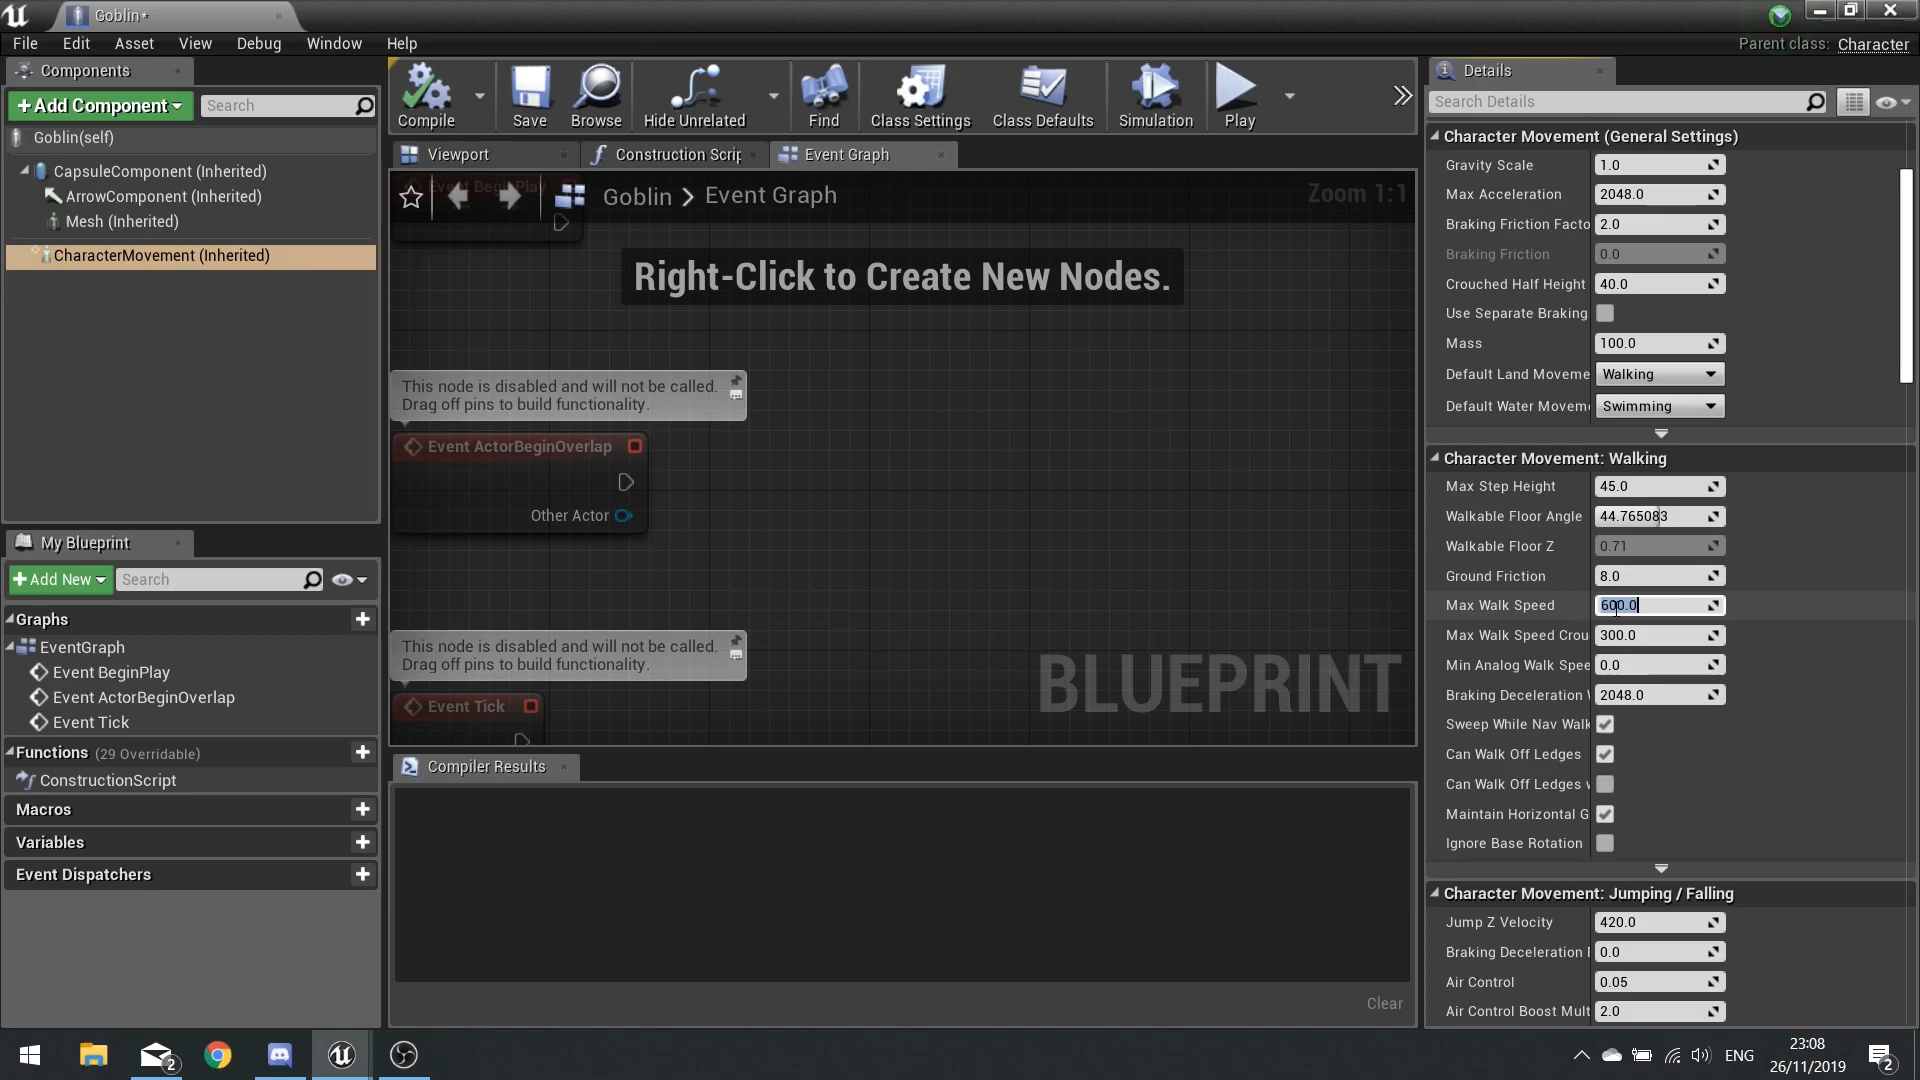 Goblin*
File Edit Asset View Debug Window Help
Parent class: Character
Components
+Add Component
Search
Goblin(self)
CapsuleComponent (Inherited)
ArrowComponent (Inherited)
Mesh (Inherited)
CharacterMovement (Inherited)
My Blueprint
+Add New
Search
Graphs
EventGraph
Event BeginPlay
Event ActorBeginOverlap
Event Tick
Functions (29 Overridable)
ConstructionScript
Macros
Variables
Event Dispatchers
Compile
Save
Browse
Hide Unrelated
Find
Class Settings
Class Defaults
Simulation
Play
Viewport
Construction Scrip
Event Graph
Event BeginPlay
Goblin > Event Graph
Zoom 1:1
Right-Click to Create New Nodes.
This node is disabled and will not be called.
Drag off pins to build functionality.
Event ActorBeginOverlap
Other Actor
This node is disabled and will not be called.
Drag off pins to build functionality.
Event Tick
BLUEPRINT
Compiler Results
Clear
Details
Search Details
Character Movement (General Settings)
Gravity Scale 1.0
Max Acceleration 2048.0
Braking Friction Facto 2.0
Braking Friction 0.0
Crouched Half Height 40.0
Use Separate Braking
Mass 100.0
Default Land Moveme Walking
Default Water Movem Swimming
Character Movement: Walking
Max Step Height 45.0
Walkable Floor Angle 44.765083
Walkable Floor Z 0.71
Ground Friction 8.0
Max Walk Speed 600.0
Max Walk Speed Crou 300.0
Min Analog Walk Spee 0.0
Braking Deceleration W 2048.0
Sweep While Nav Walk
Can Walk Off Ledges
Can Walk Off Ledges w
Maintain Horizontal G
Ignore Base Rotation
Character Movement: Jumping / Falling
Jump Z Velocity 420.0
Braking Deceleration F 0.0
Air Control 0.05
Air Control Boost Mult 2.0
2
ENG
23:08
26/11/2019
2